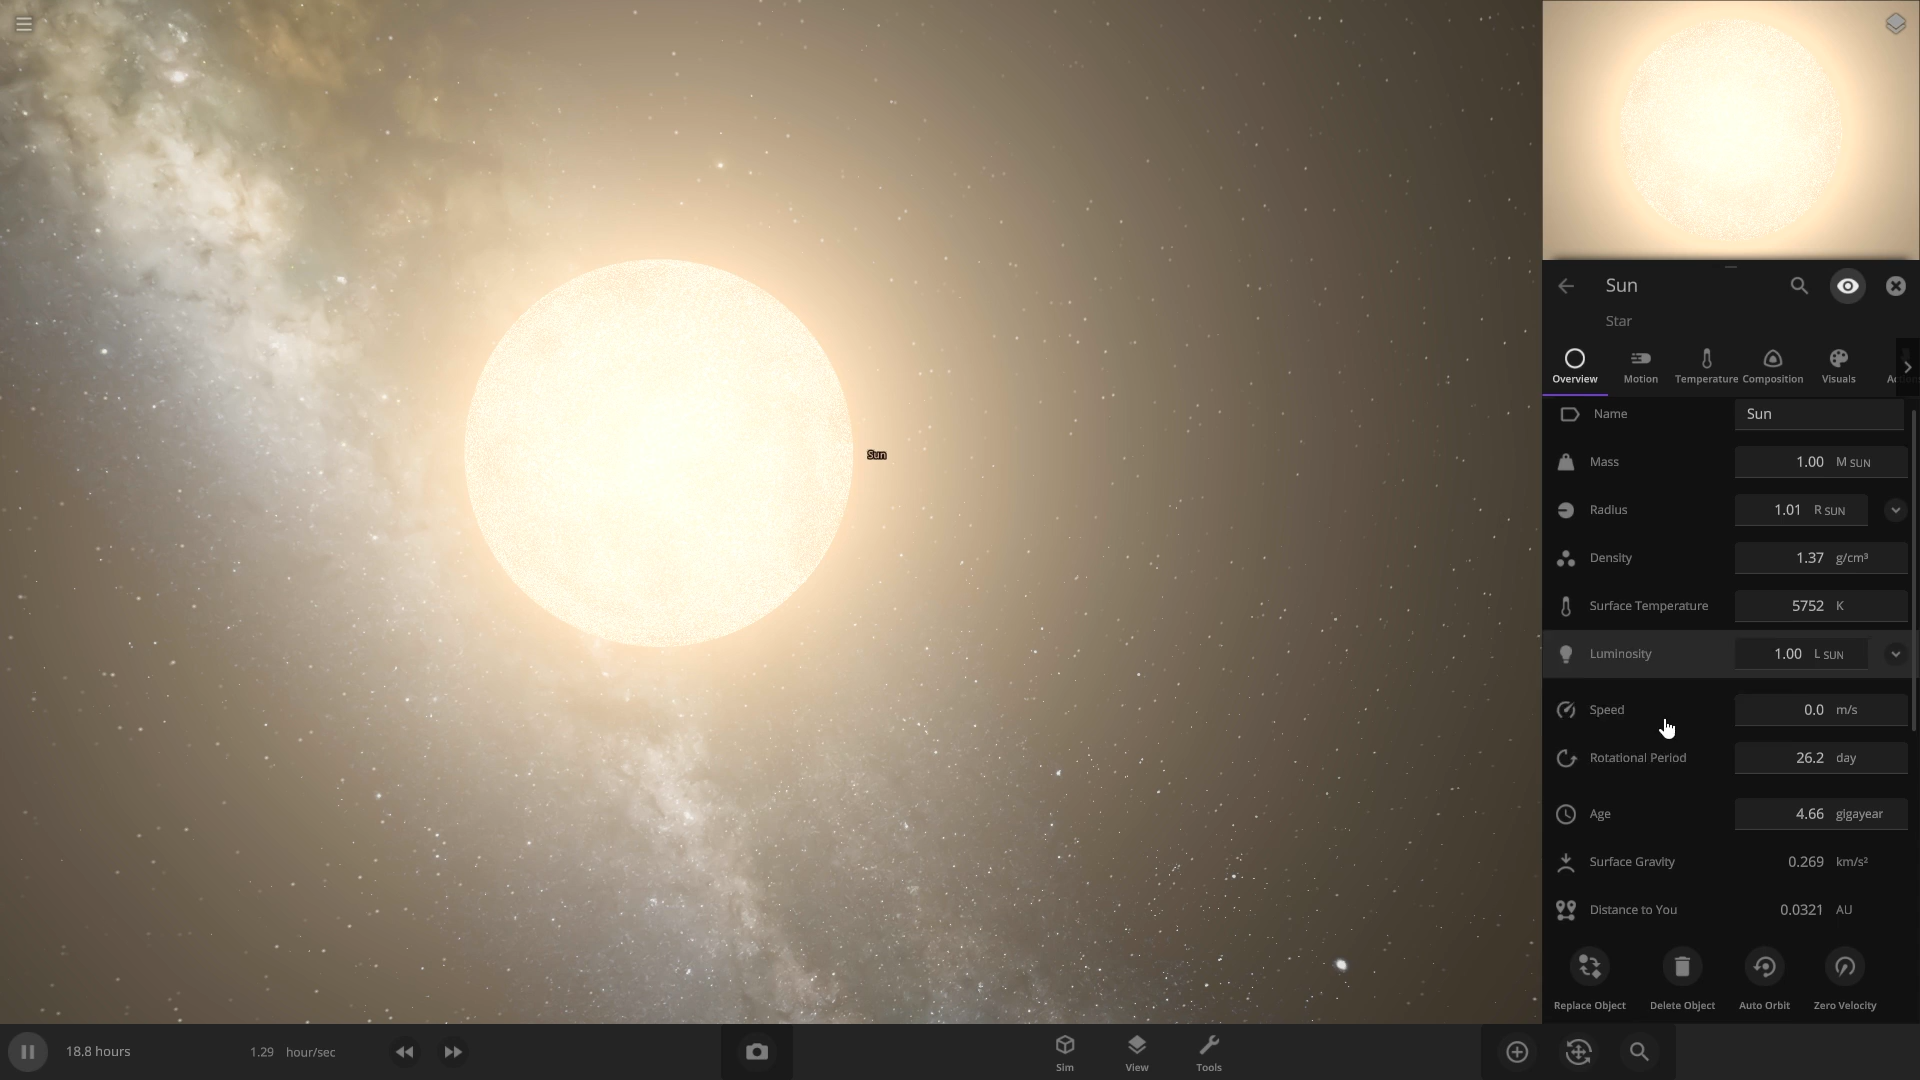 Sun
Star
Overview
Motion
Temperature
Composition
Visuals
Name Sun
Mass 1.00 M SUN
Radius 1.01 R SUN
Density 1.37 g/cm³
Surface Temperature 5752 K
Luminosity 1.00 L SUN
Speed 0.0 m/s
Rotational Period 26.2 day
Age 4.66 gigayear
Surface Gravity 0.269 km/s²
Distance to You 0.0321 AU
Replace Object
Delete Object
Auto Orbit
Zero Velocity
Sun
18.8 hours
1.29 hour/sec
Sim
View
Tools